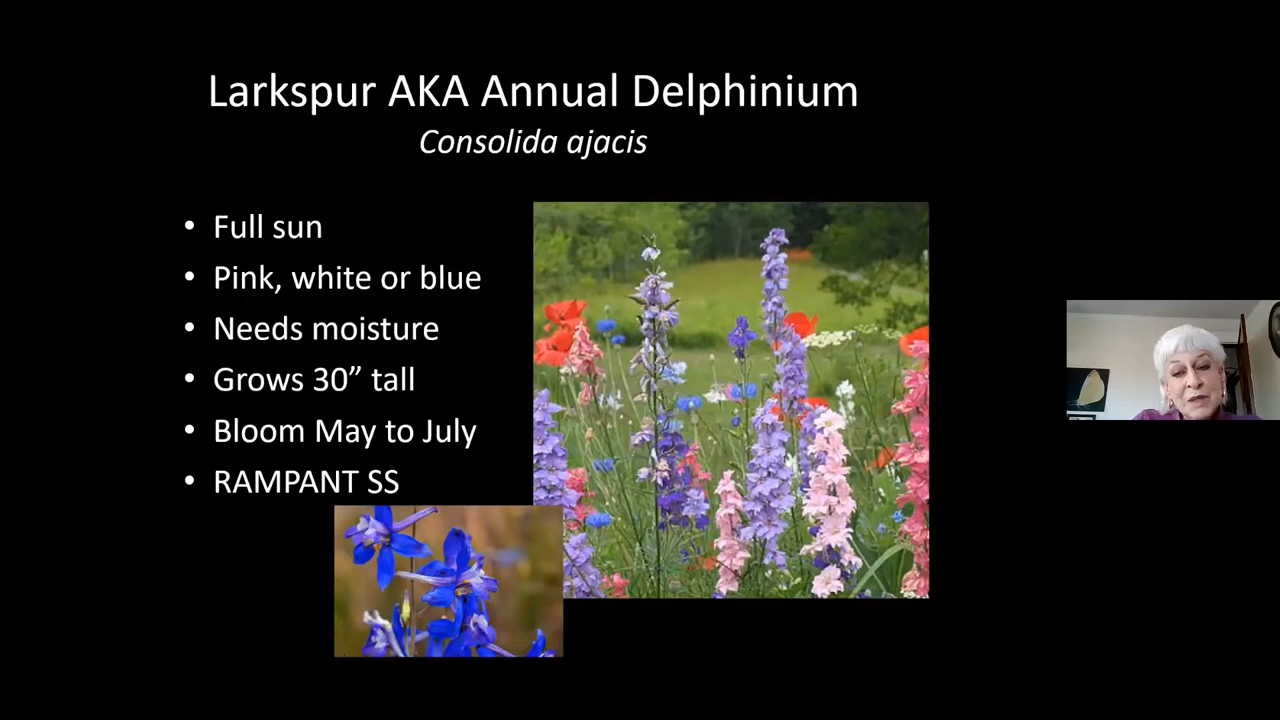 Larkspur AKA Annual Delphinium
Consolida ajacis
• Full sun
• Pink, white or blue
• Needs moisture
• Grows 30” tall
• Bloom May to July
• RAMPANT SS